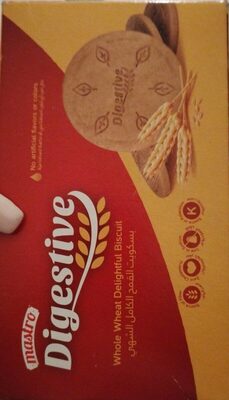 mastro
Digestive
Whole Wheat Delightful Biscuit
بسكويت القمح الكامل الشهي
No artificial flavors or colors
Digestive
K